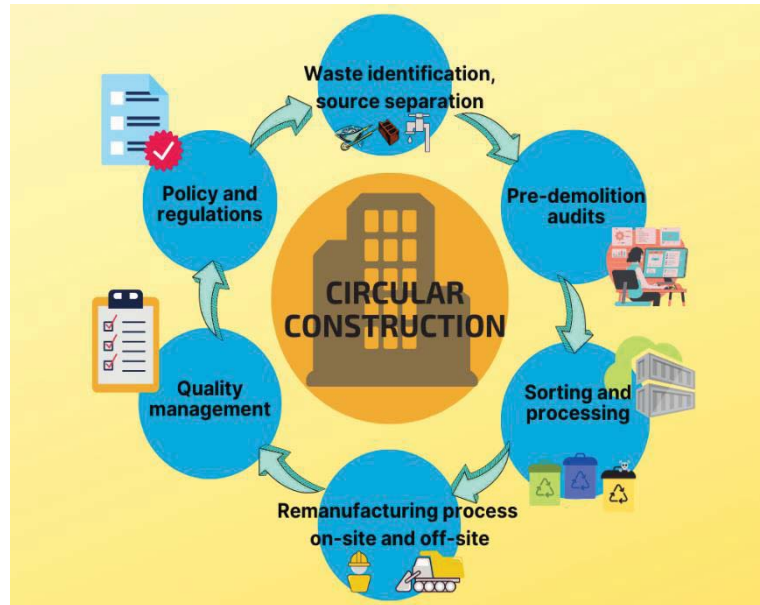 Waste identification,
source separation
Pre-demolition
audits
Sorting and
processing
Remanufacturing process
on-site and off-site
Quality
management
Policy and
regulations
CIRCULAR
CONSTRUCTION